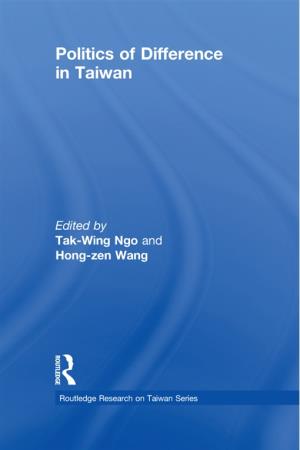 Politics of Difference
in Taiwan
Edited by
Tak-Wing Ngo and
Hong-zen Wang
ROUTLEDGE
Routledge Research on Taiwan Series